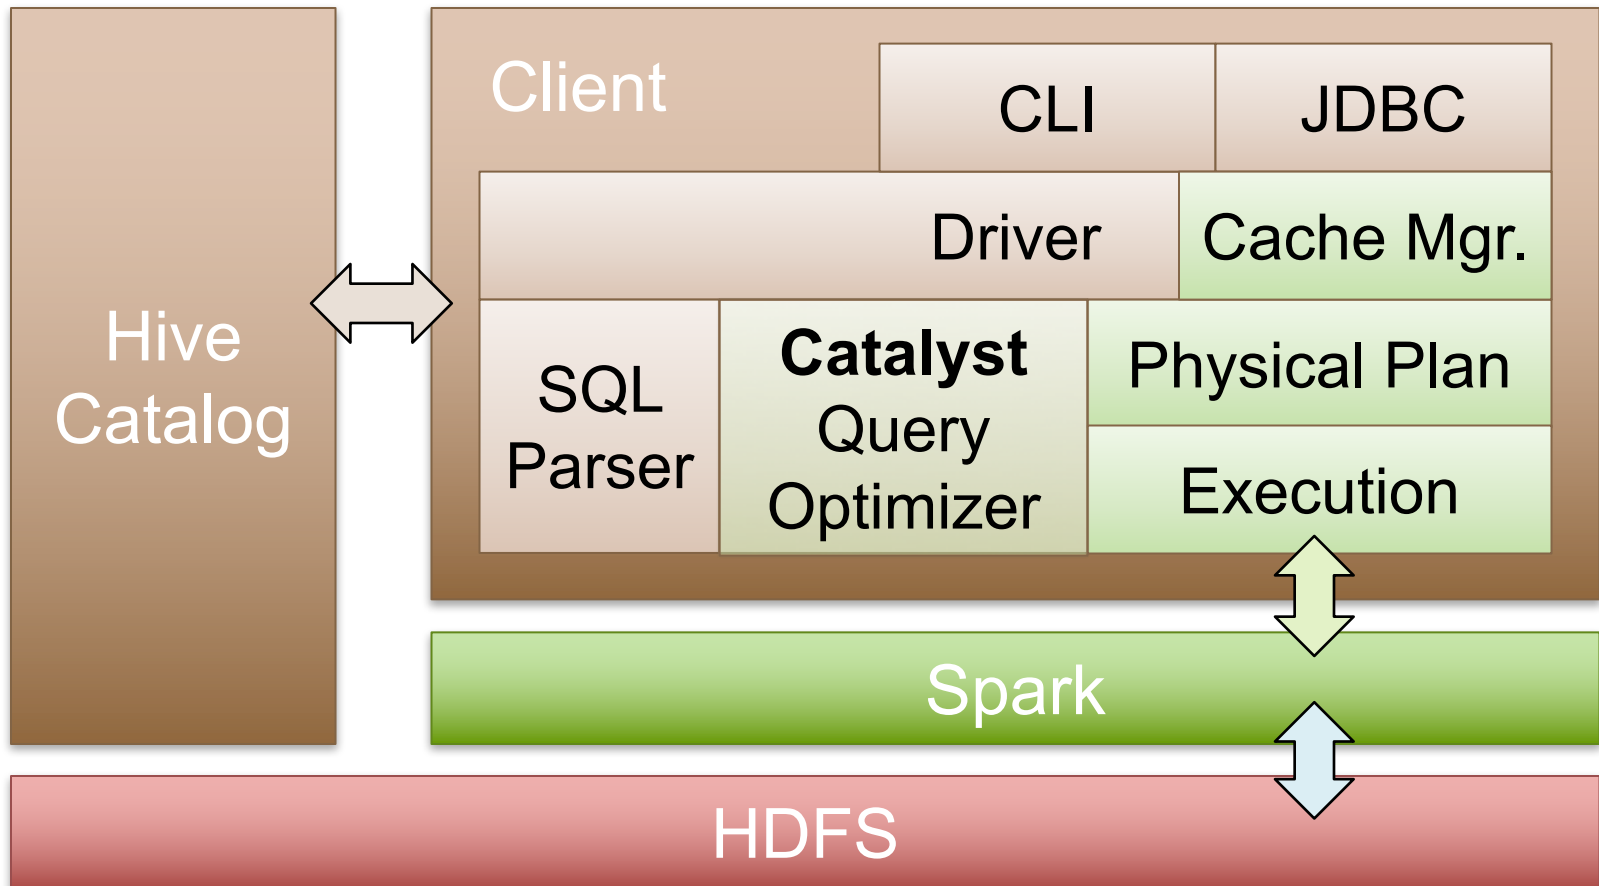 Client
CLI
JDBC
Driver
Cache Mgr.
Hive
Catalog
SQL
Parser
Catalyst
Query
Optimizer
Physical Plan
Execution
Spark
HDFS